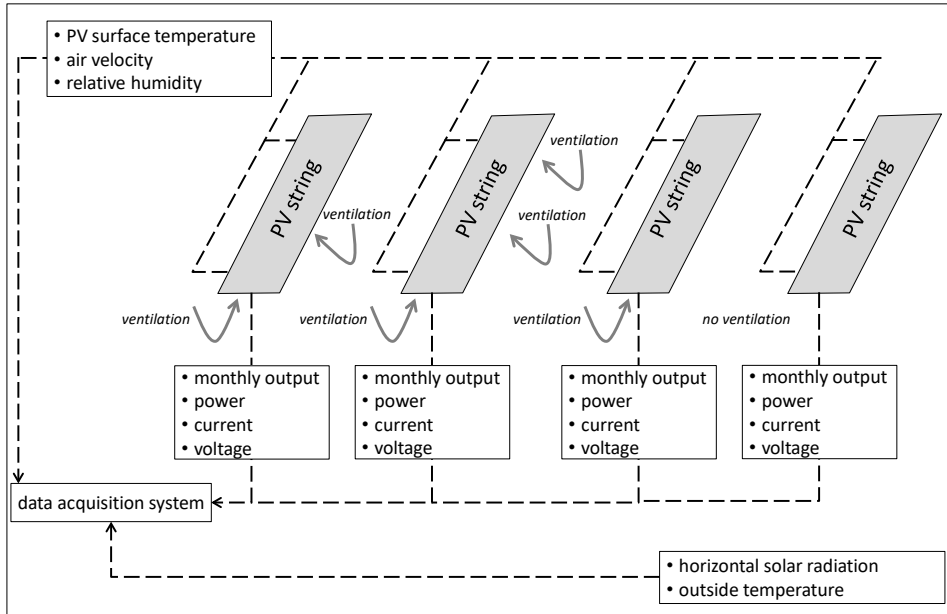 • PV surface temperature
• air velocity
• relative humidity
PV string
PV string
PV string
PV string
ventilation
ventilation
ventilation
ventilation
ventilation
ventilation
no ventilation
• monthly output
• power
• current
• voltage
• monthly output
• power
• current
• voltage
• monthly output
• power
• current
• voltage
• monthly output
• power
• current
• voltage
data acquisition system
• horizontal solar radiation
• outside temperature